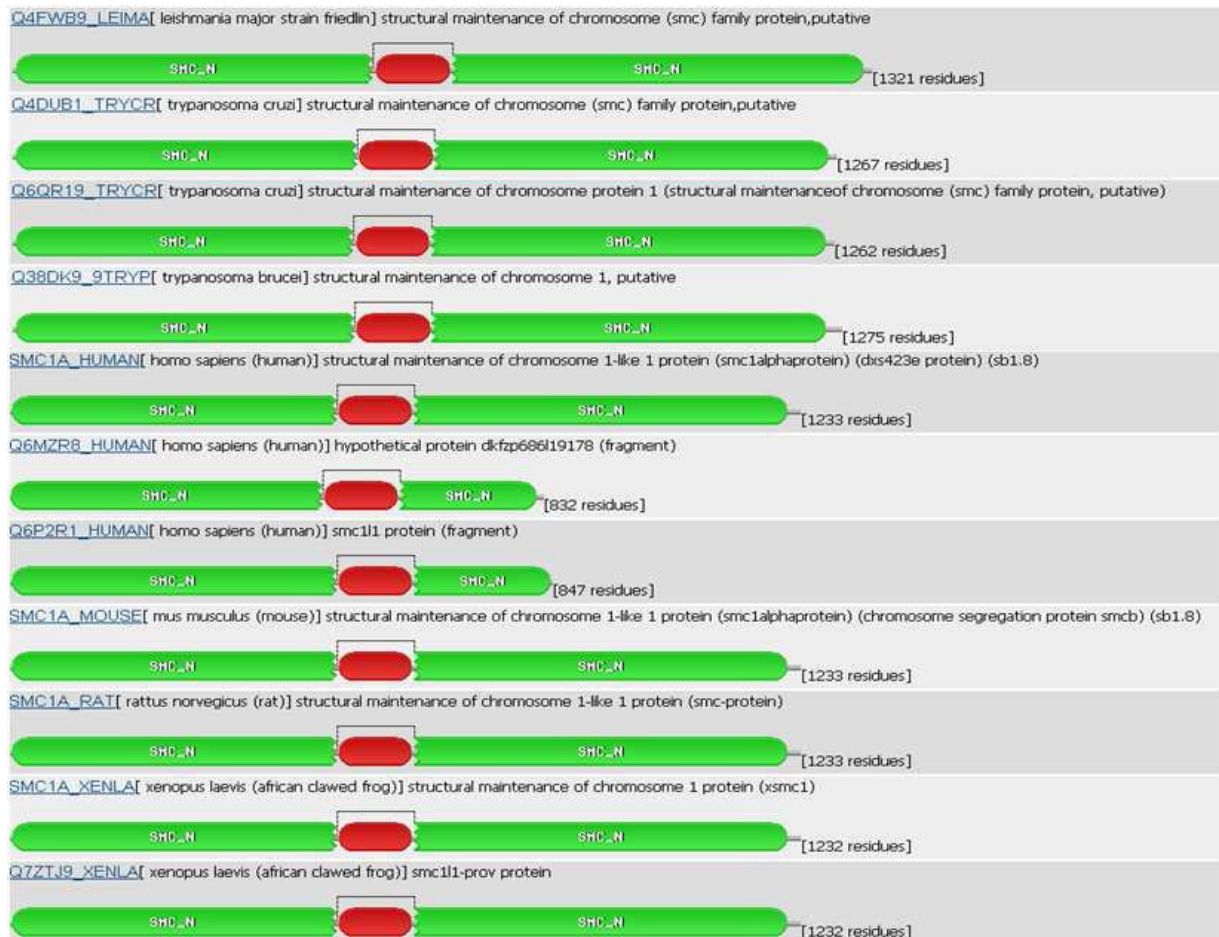 Q4FWB9_LEIMA[ leishmania major strain friedlin] structural maintenance of chromosome (smc) family protein,putative
SMC_N SMC_N [1321 residues]
Q4DUB1_TRYCR[ trypanosoma cruzi] structural maintenance of chromosome (smc) family protein,putative
SMC_N SMC_N [1267 residues]
Q6QR19_TRYCR[ trypanosoma cruzi] structural maintenance of chromosome protein 1 (structural maintenanceof chromosome (smc) family protein, putative)
SMC_N SMC_N [1262 residues]
Q38DK9_9TRYP[ trypanosoma brucei] structural maintenance of chromosome 1, putative
SMC_N SMC_N [1275 residues]
SMC1A_HUMAN[ homo sapiens (human)] structural maintenance of chromosome 1-like 1 protein (smc1alphaprotein) (dxs423e protein) (sb1.8)
SMC_N SMC_N [1233 residues]
Q6MZR8_HUMAN[ homo sapiens (human)] hypothetical protein dkfzp686l19178 (fragment)
SMC_N SMC_N [832 residues]
Q6P2R1_HUMAN[ homo sapiens (human)] smc1l1 protein (fragment)
SMC_N SMC_N [847 residues]
SMC1A_MOUSE[ mus musculus (mouse)] structural maintenance of chromosome 1-like 1 protein (smc1alphaprotein) (chromosome segregation protein smcb) (sb1.8)
SMC_N SMC_N [1233 residues]
SMC1A_RAT[ rattus norvegicus (rat)] structural maintenance of chromosome 1-like 1 protein (smc-protein)
SMC_N SMC_N [1233 residues]
SMC1A_XENLA[ xenopus laevis (african clawed frog)] structural maintenance of chromosome 1 protein (xsmc1)
SMC_N SMC_N [1232 residues]
Q7ZTJ9_XENLA[ xenopus laevis (african clawed frog)] smc1l1-prov protein
SMC_N SMC_N [1232 residues]